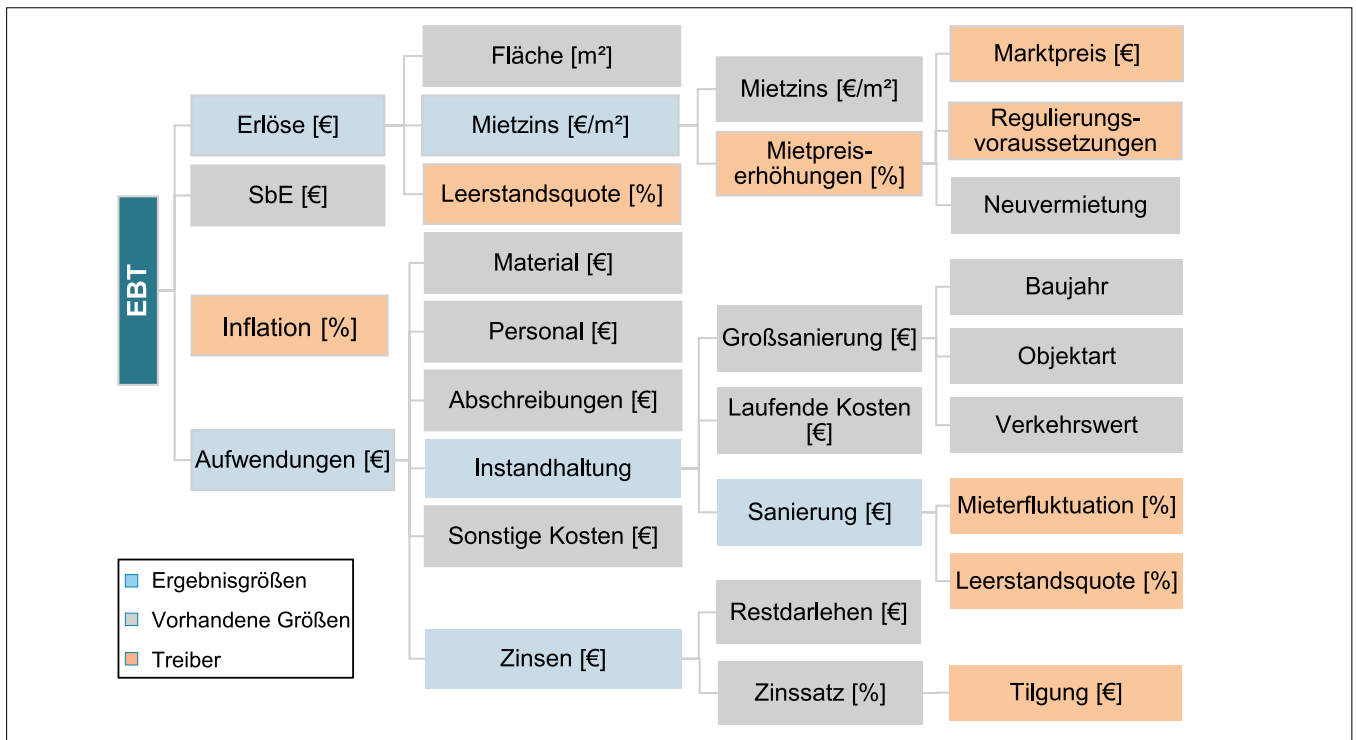 EBT
Erlöse [€]
SbE [€]
Inflation [%]
Aufwendungen [€]
Fläche [m²]
Mietzins [€/m²]
Leerstandsquote [%]
Material [€]
Personal [€]
Abschreibungen [€]
Instandhaltung
Sonstige Kosten [€]
Zinsen [€]
Mietzins [€/m²]
Mietpreis-
erhöhungen [%]
Großsanierung [€]
Laufende Kosten
[€]
Sanierung [€]
Restdarlehen [€]
Zinssatz [%]
Marktpreis [€]
Regulierungs-
voraussetzungen
Neuvermietung
Baujahr
Objektart
Verkehrswert
Mieterfluktuation [%]
Leerstandsquote [%]
Tilgung [€]
Ergebnisgrößen
Vorhandene Größen
Treiber